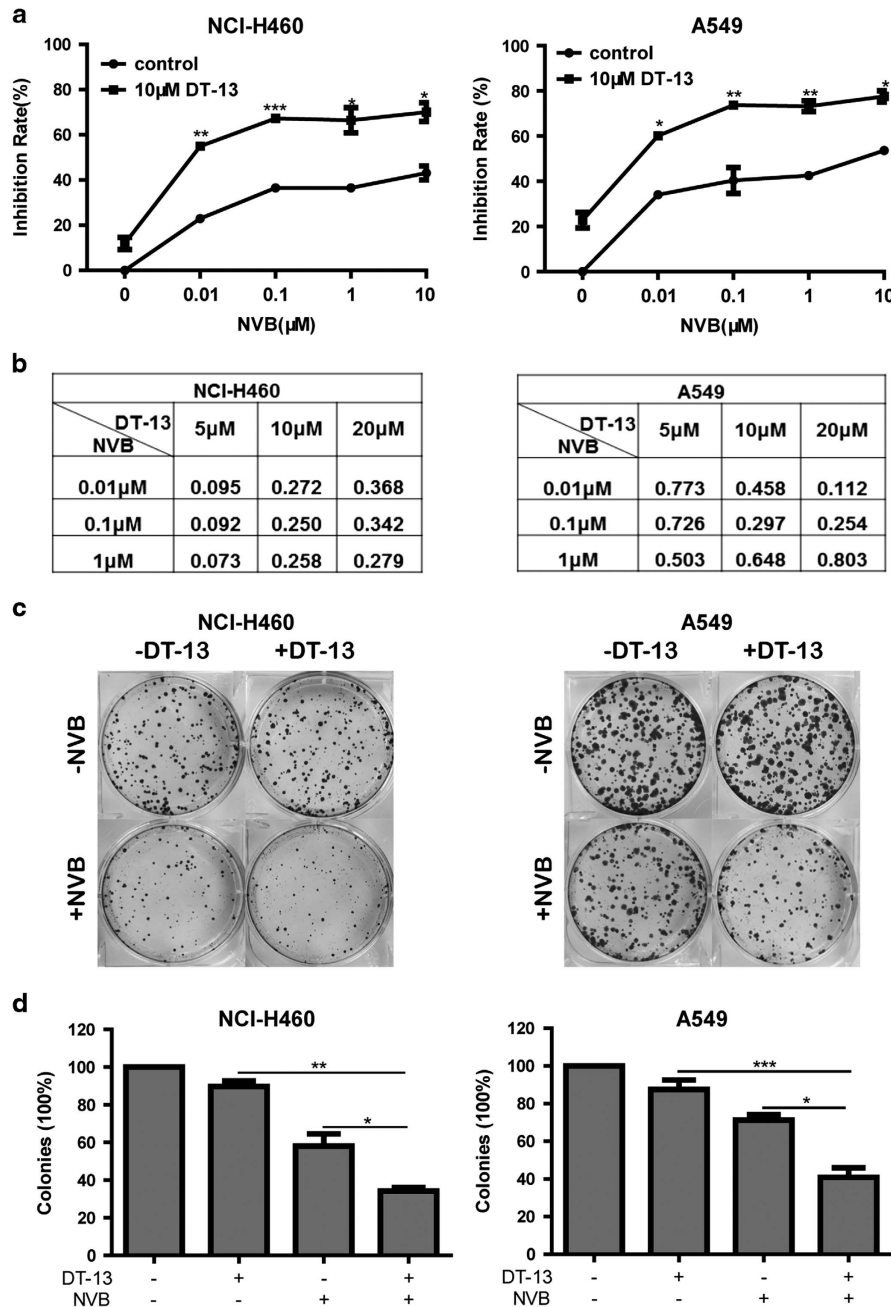 a
NCI-H460
Inhibition Rate(%)
100
80
60
40
20
0
control
10µM DT-13
**
***
*
*
0 0.01 0.1 1 10
NVB(µM)
A549
Inhibition Rate (%)
100
80
60
40
20
0
control
10µM DT-13
*
**
**
*
0 0.01 0.1 1 10
NVB(µM)
b
NCI-H460
DT-13 NVB 5µM 10µM 20µM
0.01µM 0.095 0.272 0.368
0.1µM 0.092 0.250 0.342
1µM 0.073 0.258 0.279
A549
DT-13 NVB 5µM 10µM 20µM
0.01µM 0.773 0.458 0.112
0.1µM 0.726 0.297 0.254
1µM 0.503 0.648 0.803
c
NCI-H460
-DT-13 +DT-13
-NVB
+NVB
A549
-DT-13 +DT-13
-NVB
+NVB
d
NCI-H460
Colonies (100%)
120
100
80
60
40
20
0
**
*
DT-13 - + - +
NVB - - + +
A549
Colonies (100%)
120
100
80
60
40
20
0
***
*
DT-13 - + - +
NVB - - + +